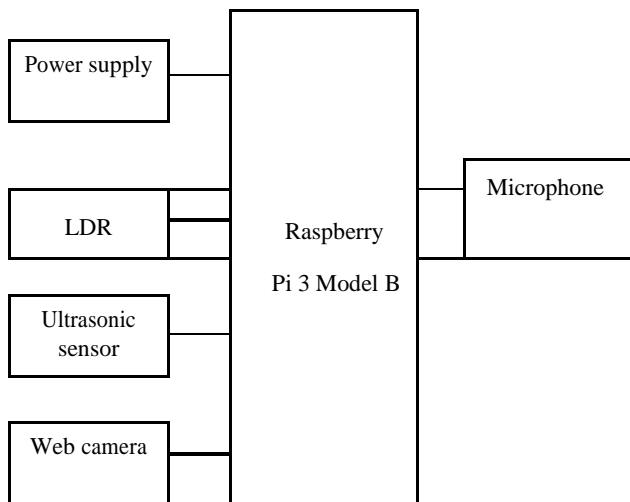 Power supply
LDR
Ultrasonic
sensor
Web camera
Raspberry
Pi 3 Model B
Microphone